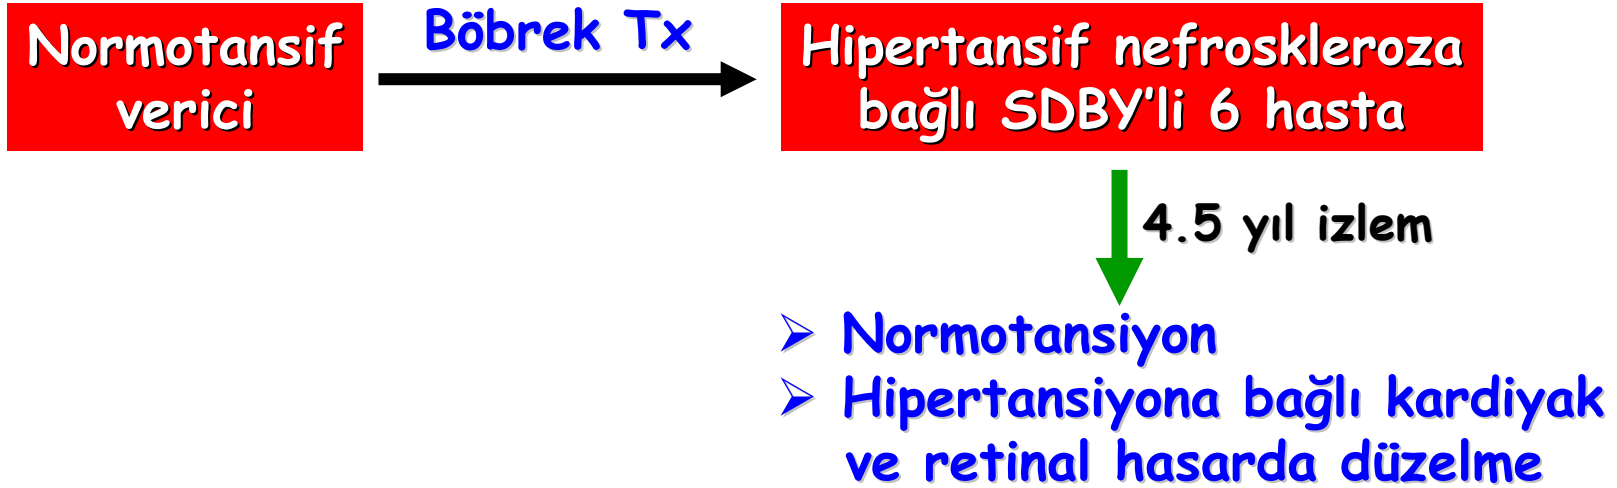 Normotansif
verici
Böbrek Tx
Hipertansif nefroskleroza
bağlı SDBY'li 6 hasta
4.5 yıl izlem
➢ Normotansiyon
➢ Hipertansiyona bağlı kardiyak
ve retinal hasarda düzelme